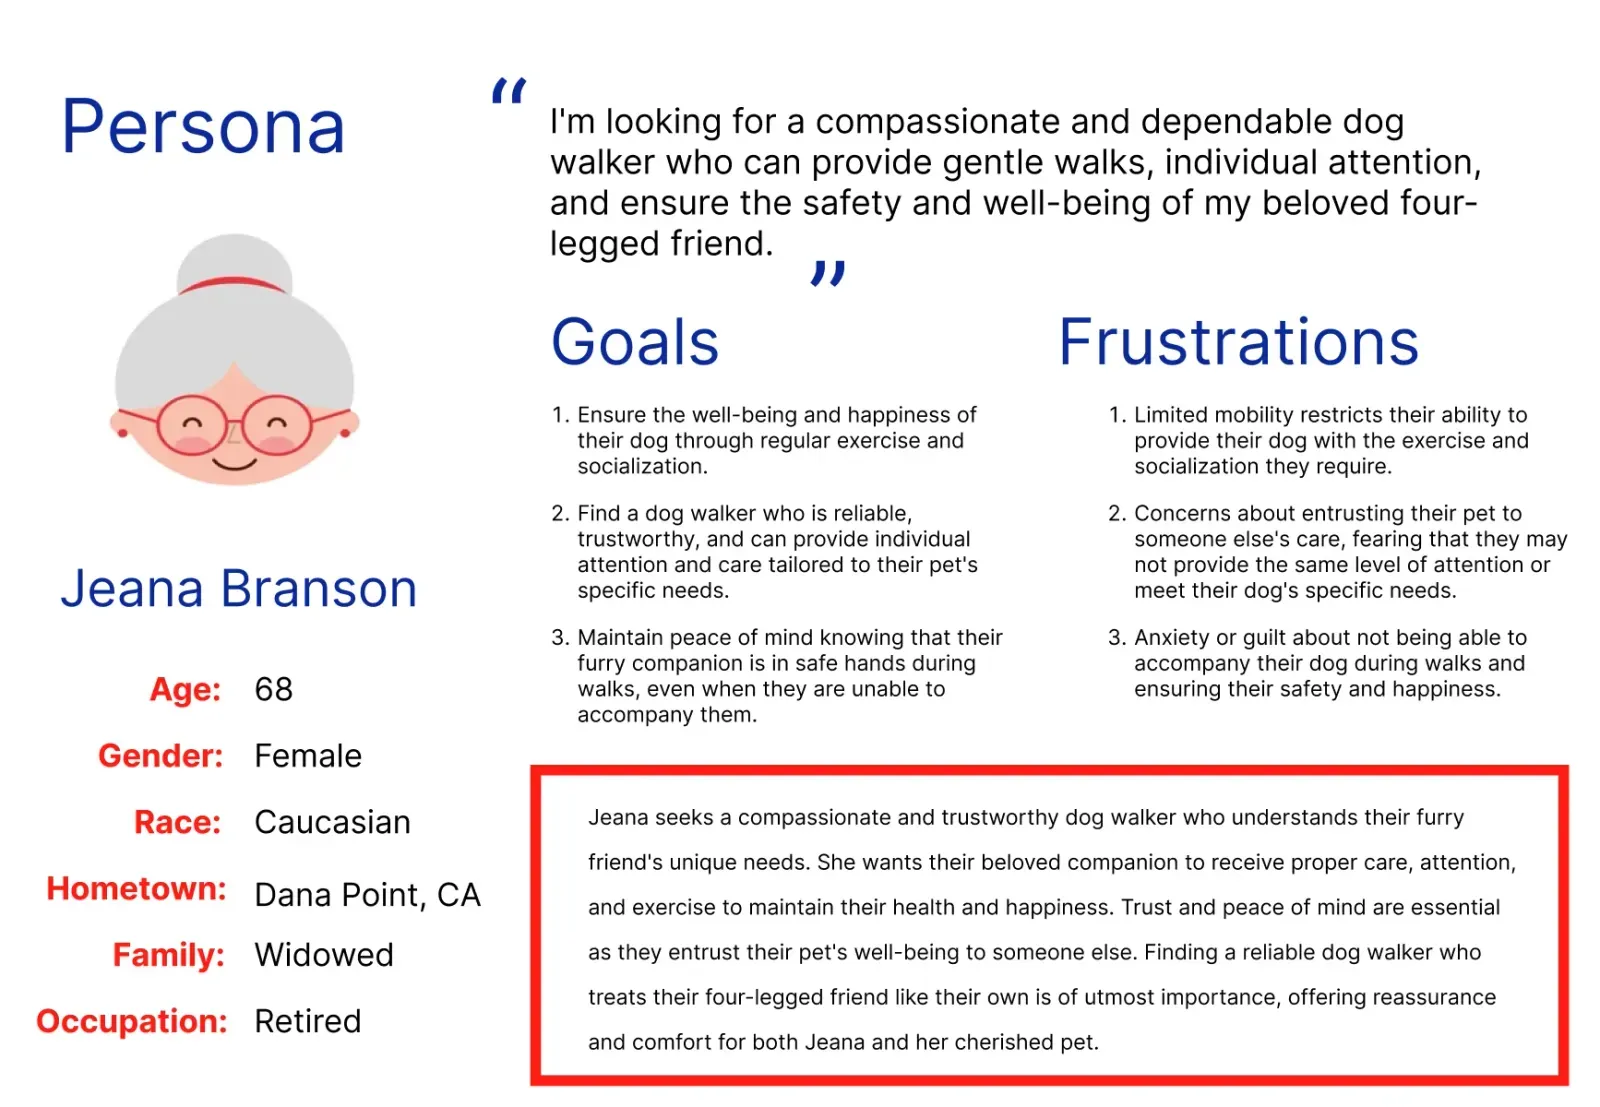 Persona
“
I'm looking for a compassionate and dependable dog
walker who can provide gentle walks, individual attention,
and ensure the safety and well-being of my beloved four-
legged friend.
”
Jeana Branson
Age: 68
Gender: Female
Race: Caucasian
Hometown: Dana Point, CA
Family: Widowed
Occupation: Retired
Goals
1. Ensure the well-being and happiness of
their dog through regular exercise and
socialization.
2. Find a dog walker who is reliable,
trustworthy, and can provide individual
attention and care tailored to their pet's
specific needs.
3. Maintain peace of mind knowing that their
furry companion is in safe hands during
walks, even when they are unable to
accompany them.
Frustrations
1. Limited mobility restricts their ability to
provide their dog with the exercise and
socialization they require.
2. Concerns about entrusting their pet to
someone else's care, fearing that they may
not provide the same level of attention or
meet their dog's specific needs.
3. Anxiety or guilt about not being able to
accompany their dog during walks and
ensuring their safety and happiness.
Jeana seeks a compassionate and trustworthy dog walker who understands their furry
friend's unique needs. She wants their beloved companion to receive proper care, attention,
and exercise to maintain their health and happiness. Trust and peace of mind are essential
as they entrust their pet's well-being to someone else. Finding a reliable dog walker who
treats their four-legged friend like their own is of utmost importance, offering reassurance
and comfort for both Jeana and her cherished pet.